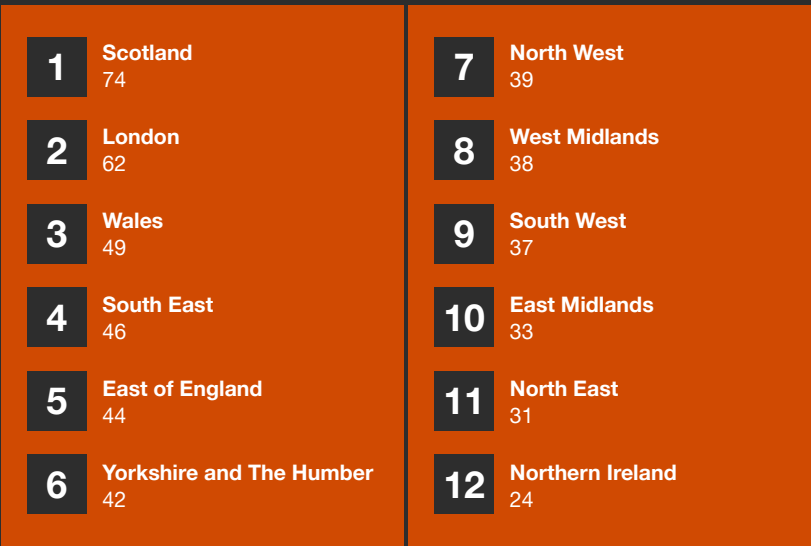 1
Scotland
74
2
London
62
3
Wales
49
4
South East
46
5
East of England
44
6
Yorkshire and The Humber
42
7
North West
39
8
West Midlands
38
9
South West
37
10
East Midlands
33
11
North East
31
12
Northern Ireland
24